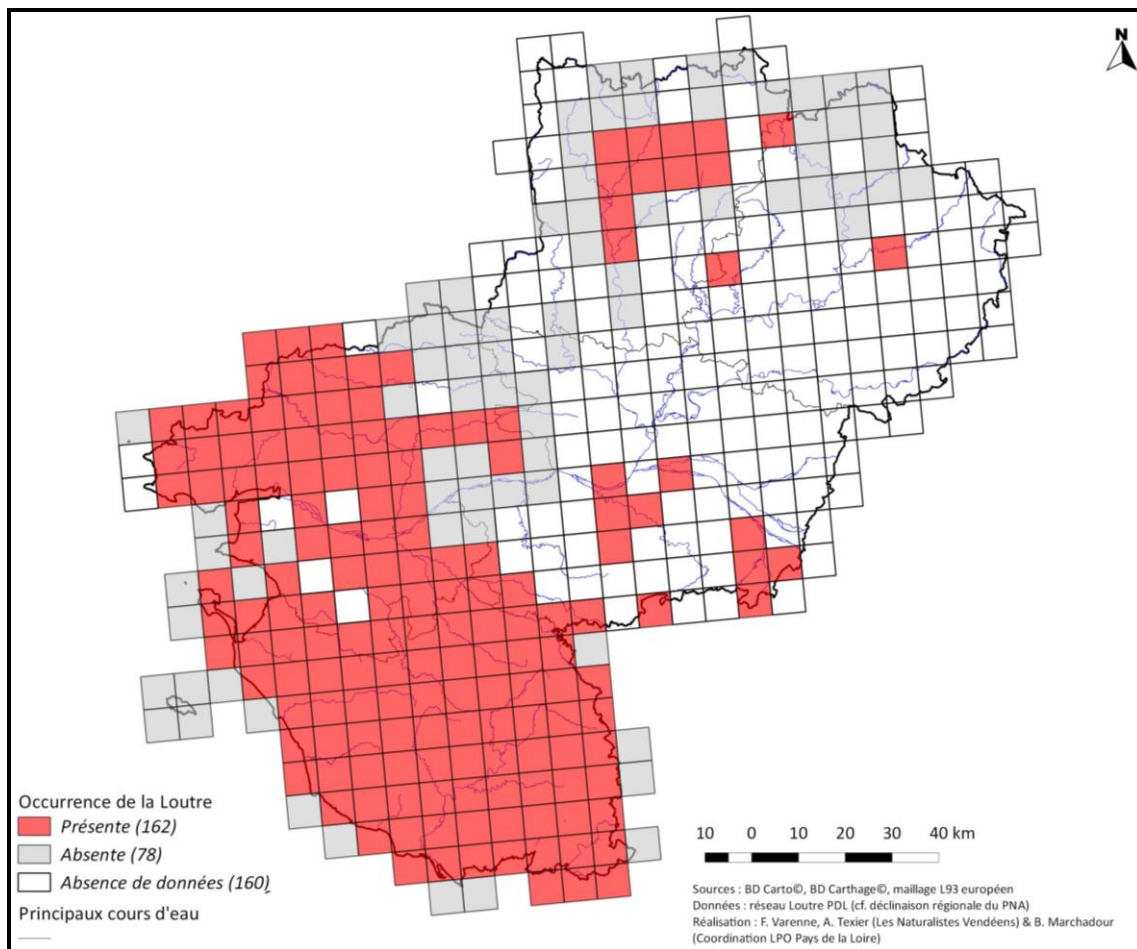 N
Occurrence de la Loutre
Présente (162)
Absente (78)
Absence de données (160)
Principaux cours d'eau
10 0 10 20 30 40 km
Sources : BD Carto©, BD Carthage©, maillage L93 européen
Données : réseau Loutre PDL (cf. déclinaison régionale du PNA)
Réalisation : F. Varenne, A. Texier (Les Naturalistes Vendéens) & B. Marchadour
(Coordination LPO Pays de la Loire)